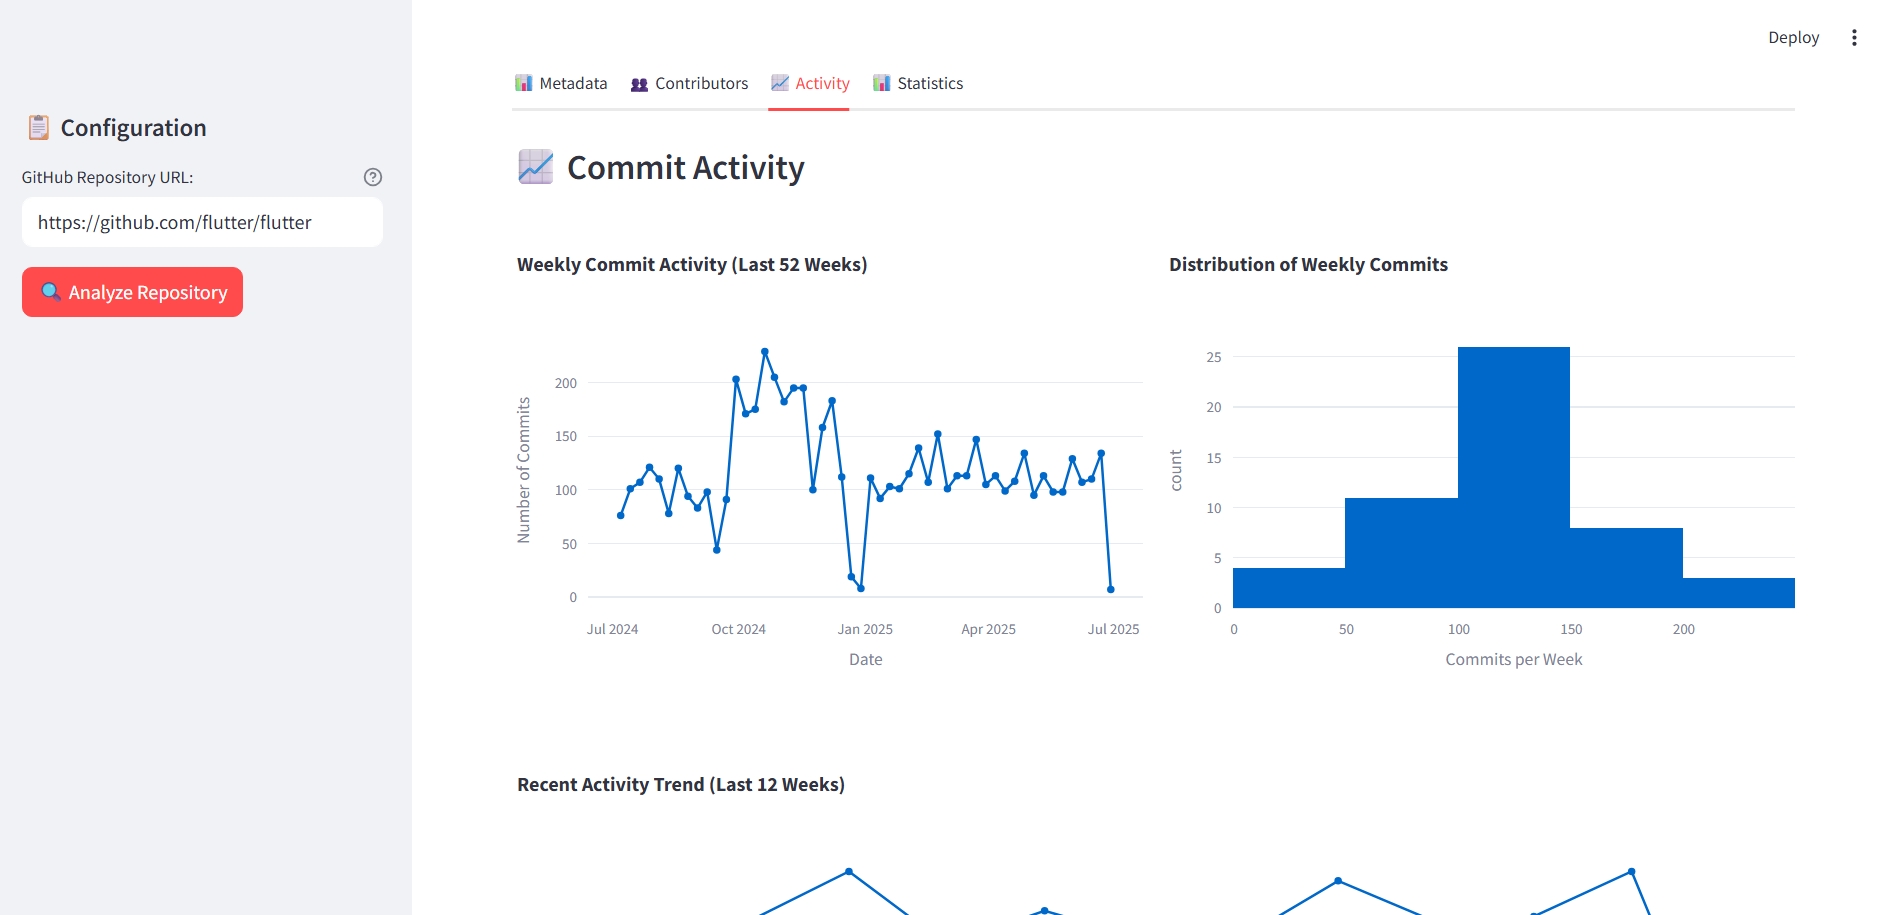 Deploy
Configuration
GitHub Repository URL:
https://github.com/flutter/flutter
Analyze Repository
Metadata
Contributors
Activity
Statistics
Commit Activity
Weekly Commit Activity (Last 52 Weeks)
Number of Commits
200
150
100
50
0
Jul 2024
Oct 2024
Jan 2025
Apr 2025
Jul 2025
Date
Distribution of Weekly Commits
count
25
20
15
10
5
0
0
50
100
150
200
Commits per Week
Recent Activity Trend (Last 12 Weeks)